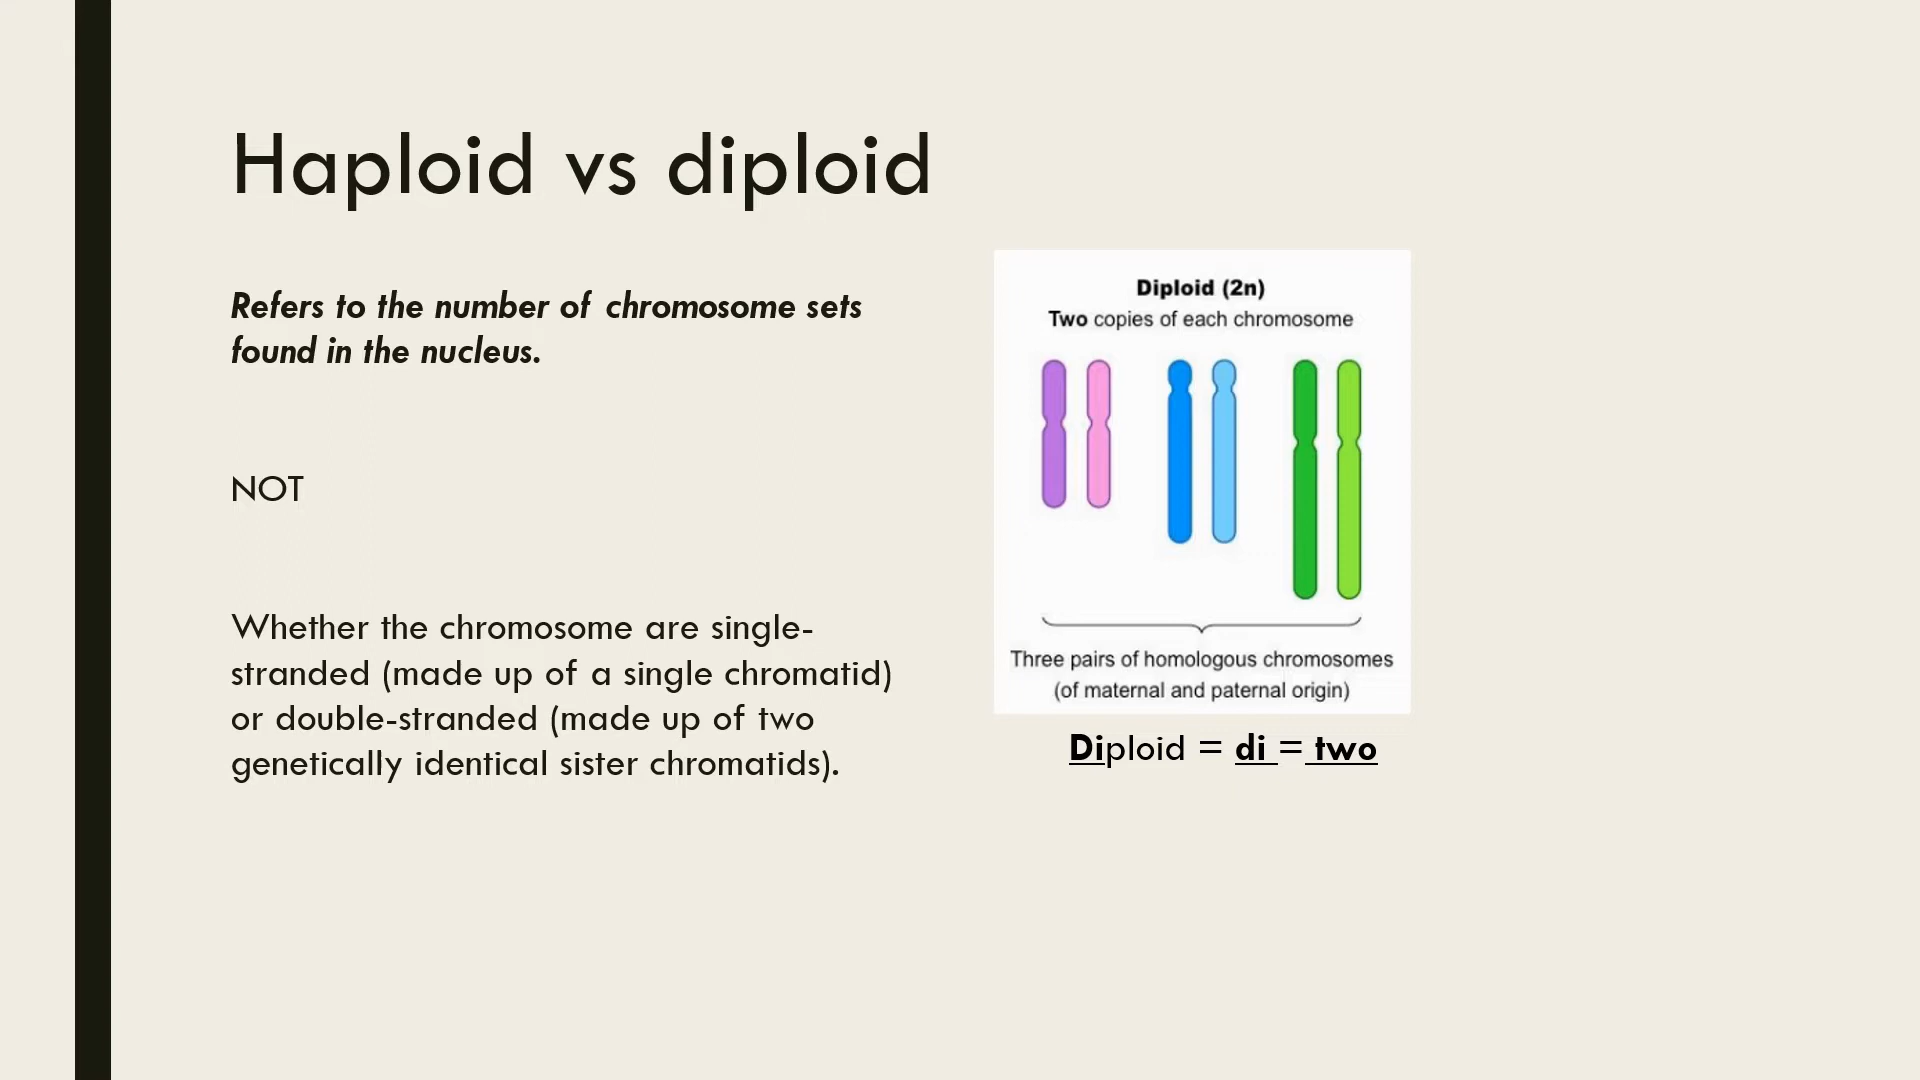 Haploid vs diploid
Refers to the number of chromosome sets
found in the nucleus.
NOT
Whether the chromosome are single-
stranded (made up of a single chromatid)
or double-stranded (made up of two
genetically identical sister chromatids).
Diploid (2n)
Two copies of each chromosome
Three pairs of homologous chromosomes
(of maternal and paternal origin)
Diploid = di = two